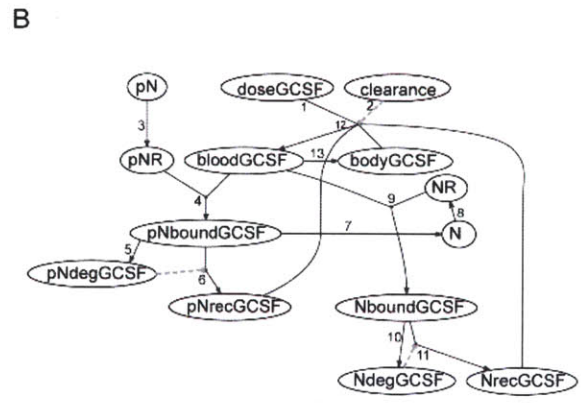 B
pN
doseGCSF
clearance
1
2
3
12
pNR
bloodGCSF
13
bodyGCSF
NR
4
9
8
pNboundGCSF
7
N
5
pNdegGCSF
6
pNrecGCSF
NboundGCSF
10
11
NdegGCSF
NrecGCSF